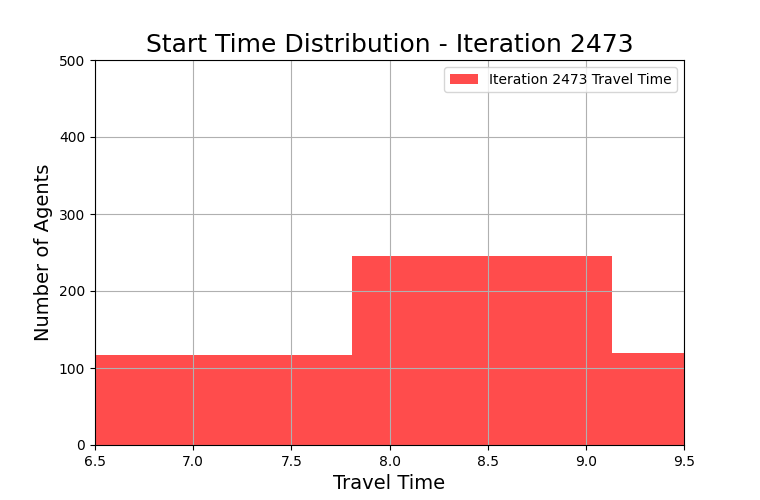 Start Time Distribution - Iteration 2473
Iteration 2473 Travel Time
Number of Agents
500
400
300
200
100
0
6.5 7.0 7.5 8.0 8.5 9.0 9.5
Travel Time